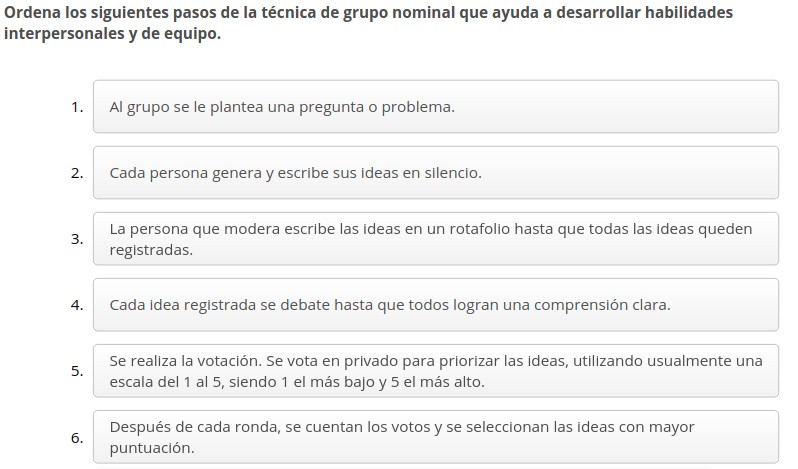 Ordena los siguientes pasos de la técnica de grupo nominal que ayuda a desarrollar habilidades
interpersonales y de equipo.
1. Al grupo se le plantea una pregunta o problema.
2. Cada persona genera y escribe sus ideas en silencio.
3. La persona que modera escribe las ideas en un rotafolio hasta que todas las ideas queden
registradas.
4. Cada idea registrada se debate hasta que todos logran una comprensión clara.
5. Se realiza la votación. Se vota en privado para priorizar las ideas, utilizando usualmente una
escala del 1 al 5, siendo 1 el más bajo y 5 el más alto.
6. Después de cada ronda, se cuentan los votos y se seleccionan las ideas con mayor
puntuación.